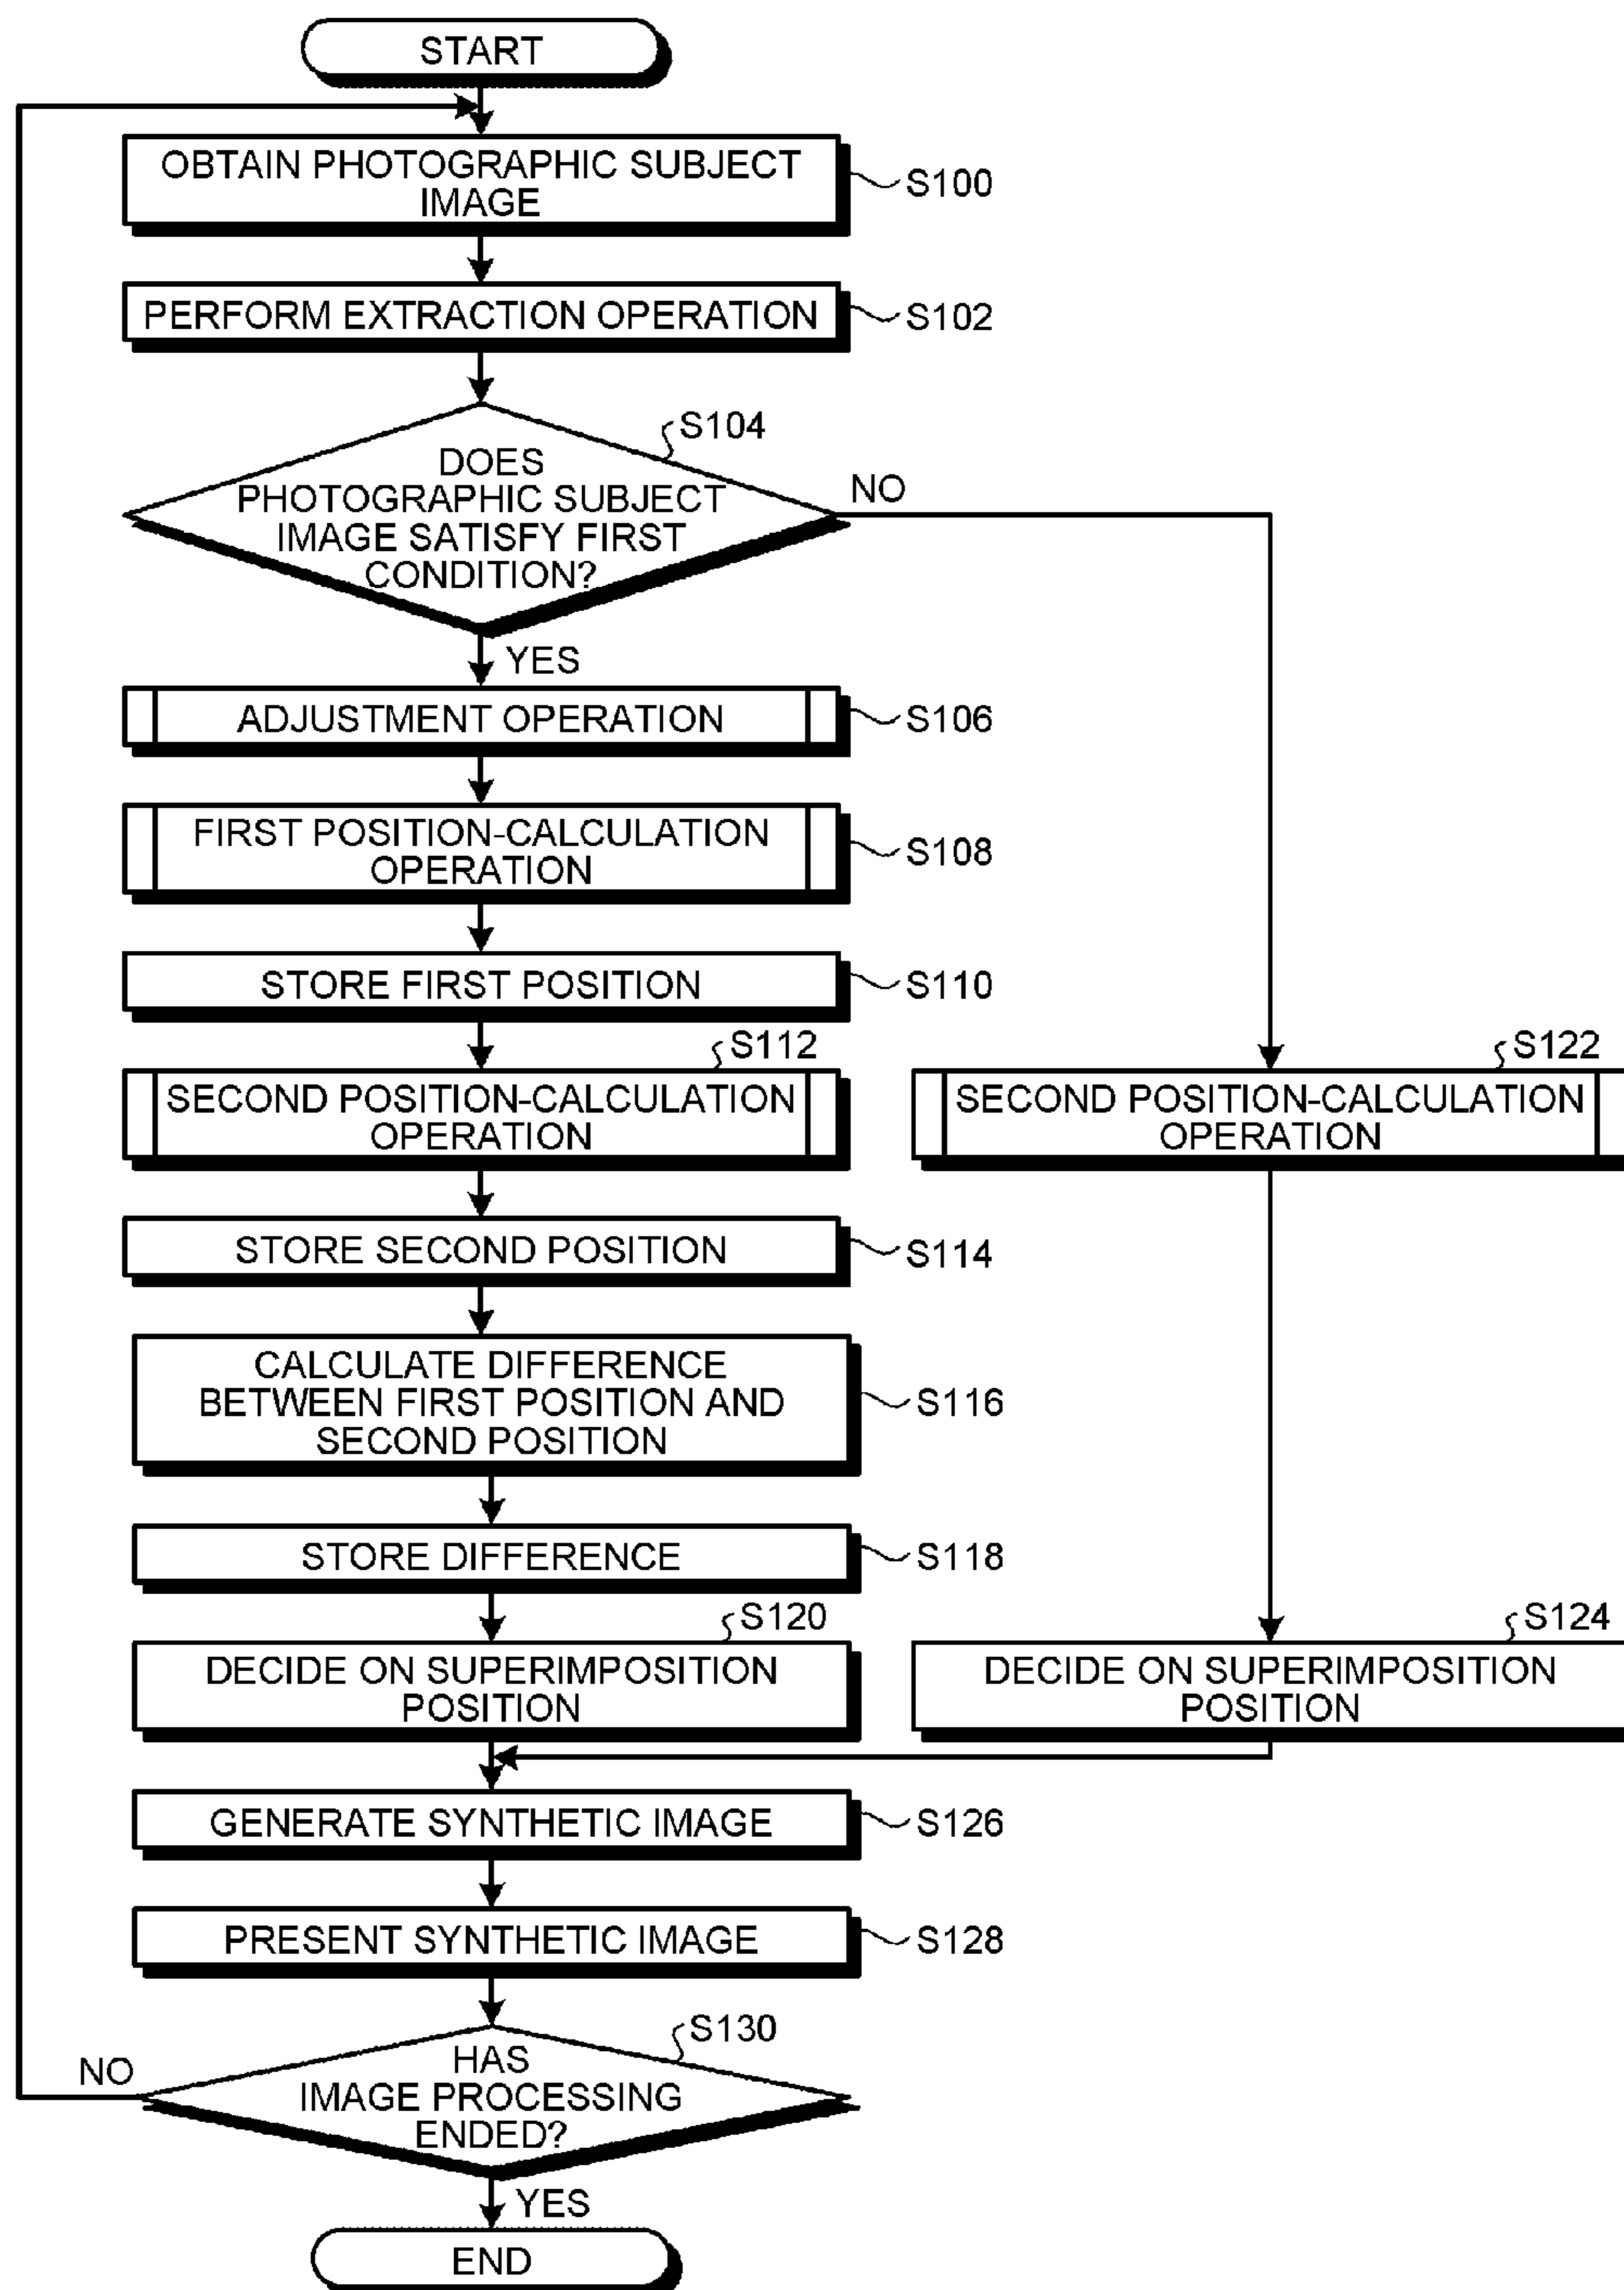 START
OBTAIN PHOTOGRAPHIC SUBJECT
IMAGE
S100
PERFORM EXTRACTION OPERATION
S102
S104
DOES
PHOTOGRAPHIC SUBJECT
IMAGE SATISFY FIRST
CONDITION?
NO
YES
ADJUSTMENT OPERATION
S106
FIRST POSITION-CALCULATION
OPERATION
S108
STORE FIRST POSITION
S110
S112
SECOND POSITION-CALCULATION
OPERATION
S122
SECOND POSITION-CALCULATION
OPERATION
STORE SECOND POSITION
S114
CALCULATE DIFFERENCE
BETWEEN FIRST POSITION AND
SECOND POSITION
S116
STORE DIFFERENCE
S118
S120
DECIDE ON SUPERIMPOSITION
POSITION
S124
DECIDE ON SUPERIMPOSITION
POSITION
GENERATE SYNTHETIC IMAGE
S126
PRESENT SYNTHETIC IMAGE
S128
S130
HAS
IMAGE PROCESSING
ENDED?
NO
YES
END